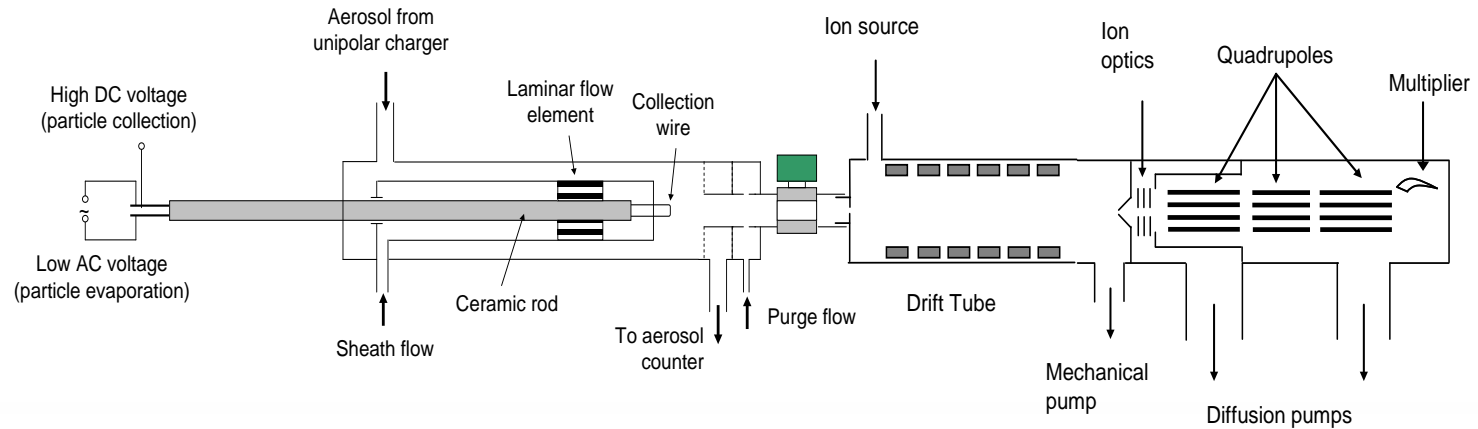 Aerosol from
unipolar charger
High DC voltage
(particle collection)
Laminar flow
element
Collection
wire
Ion source
Ion
optics
Quadrupoles
Multiplier
~
Low AC voltage
(particle evaporation)
Sheath flow
Ceramic rod
To aerosol
counter
Purge flow
Drift Tube
Mechanical
pump
Diffusion pumps